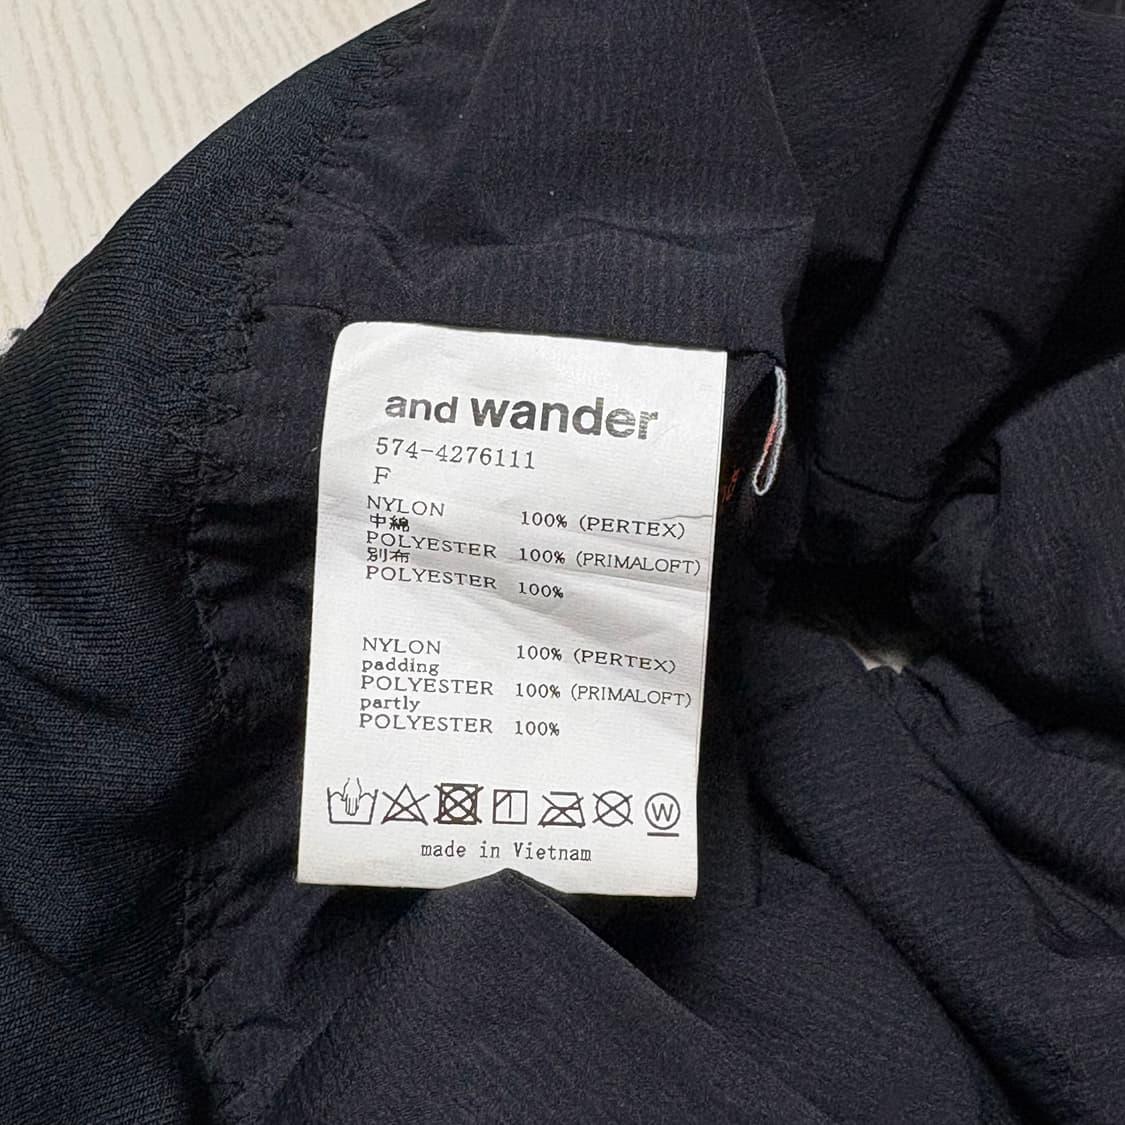 and wander
574-4276111
F
NYLON 100% (PERTEX)
中綿
POLYESTER 100% (PRIMALOFT)
別布
POLYESTER 100%
NYLON 100% (PERTEX)
padding
POLYESTER 100% (PRIMALOFT)
partly
POLYESTER 100%
W
made in Vietnam